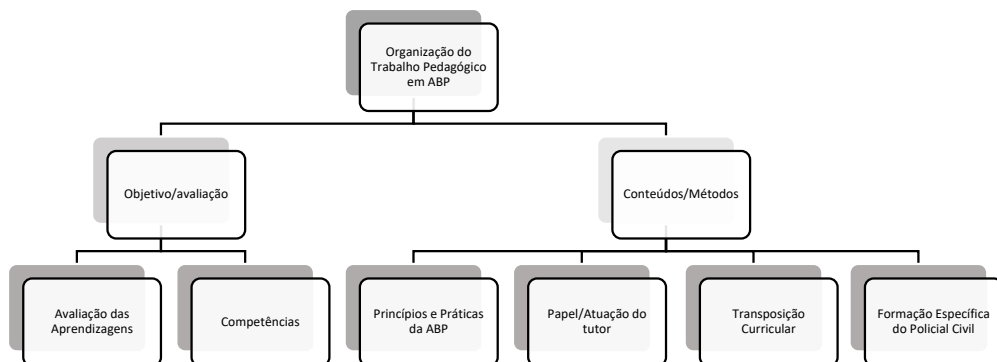 Organização do
Trabalho Pedagógico
em ABP
Objetivo/avaliação
Conteúdos/Métodos
Avaliação das
Aprendizagens
Competências
Princípios e Práticas
da ABP
Papel/Atuação do
tutor
Transposição
Curricular
Formação Específica
do Policial Civil